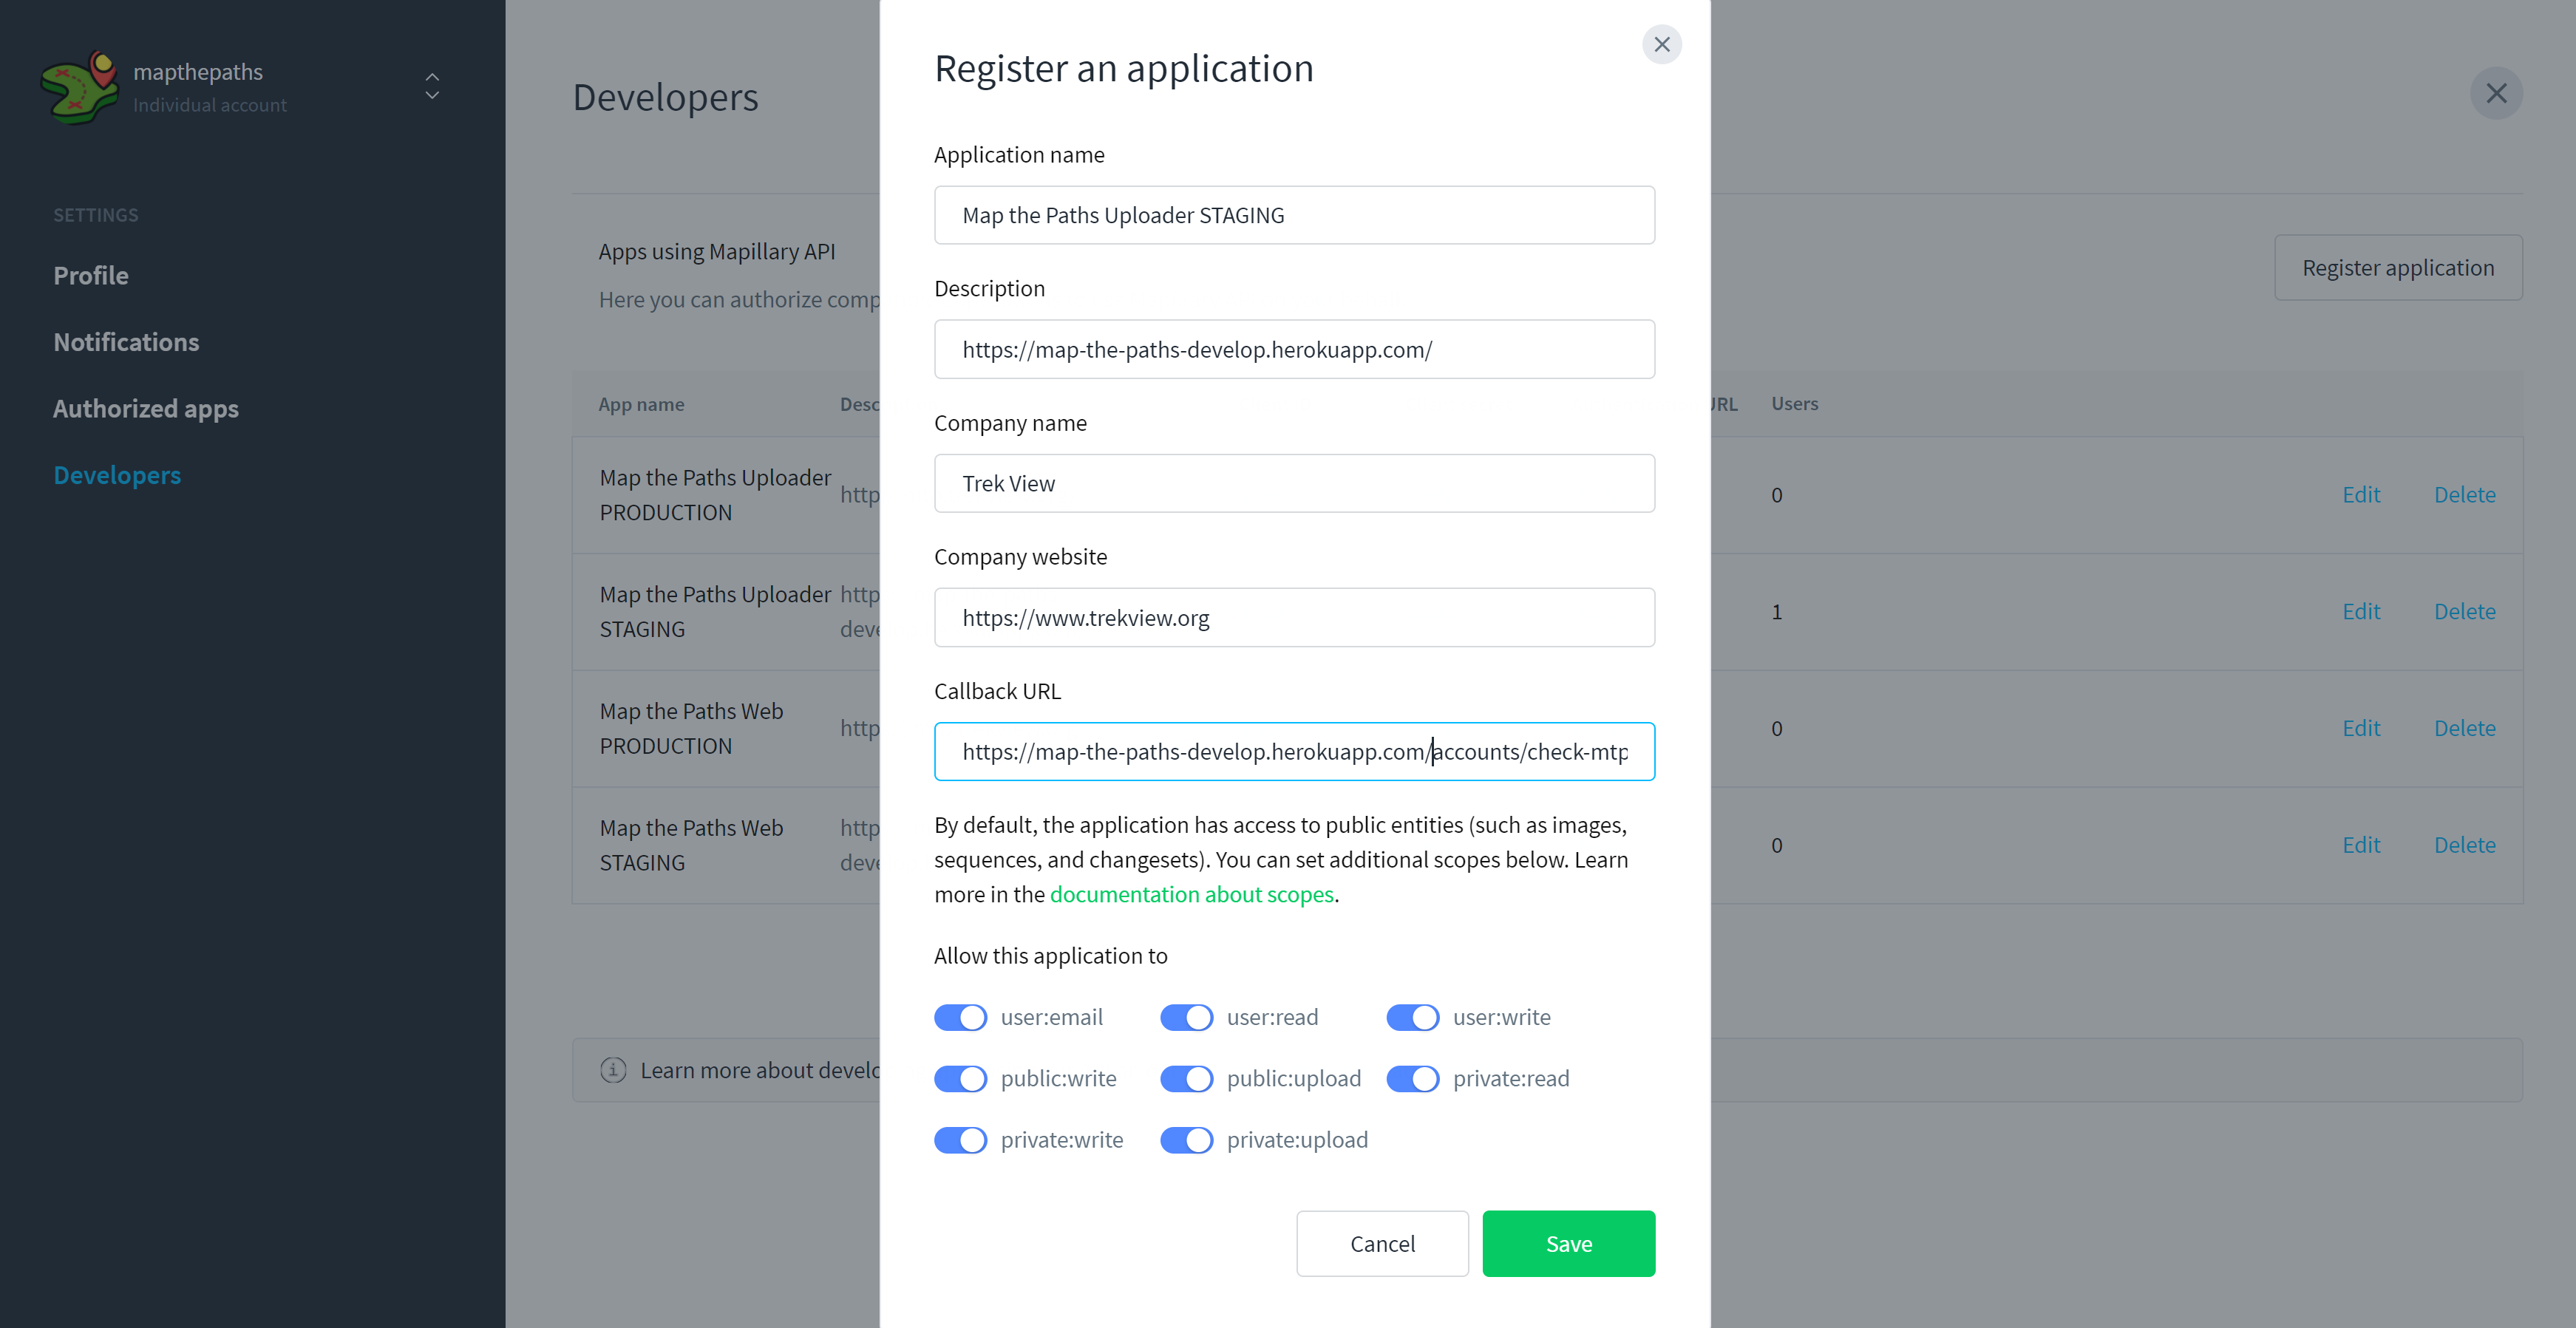 mapthepaths
Individual account
SETTINGS
Profile
Notifications
Authorized apps
Developers
Developers
Apps using Mapillary API
Here you can authorize comp
Register application
App name
Users
Map the Paths Uploader
PRODUCTION
http
0
Edit
Delete
Map the Paths Uploader
STAGING
http
deve
1
Edit
Delete
Map the Paths Web
PRODUCTION
http
0
Edit
Delete
Map the Paths Web
STAGING
http
deve
0
Edit
Delete
Learn more about develo
Register an application
Application name
Map the Paths Uploader STAGING
Description
https://map-the-paths-develop.herokuapp.com/
Company name
Trek View
Company website
https://www.trekview.org
Callback URL
https://map-the-paths-develop.herokuapp.com/accounts/check-mtp
By default, the application has access to public entities (such as images,
sequences, and changesets). You can set additional scopes below. Learn
more in the documentation about scopes.
Allow this application to
user:email
user:read
user:write
public:write
public:upload
private:read
private:write
private:upload
Cancel
Save